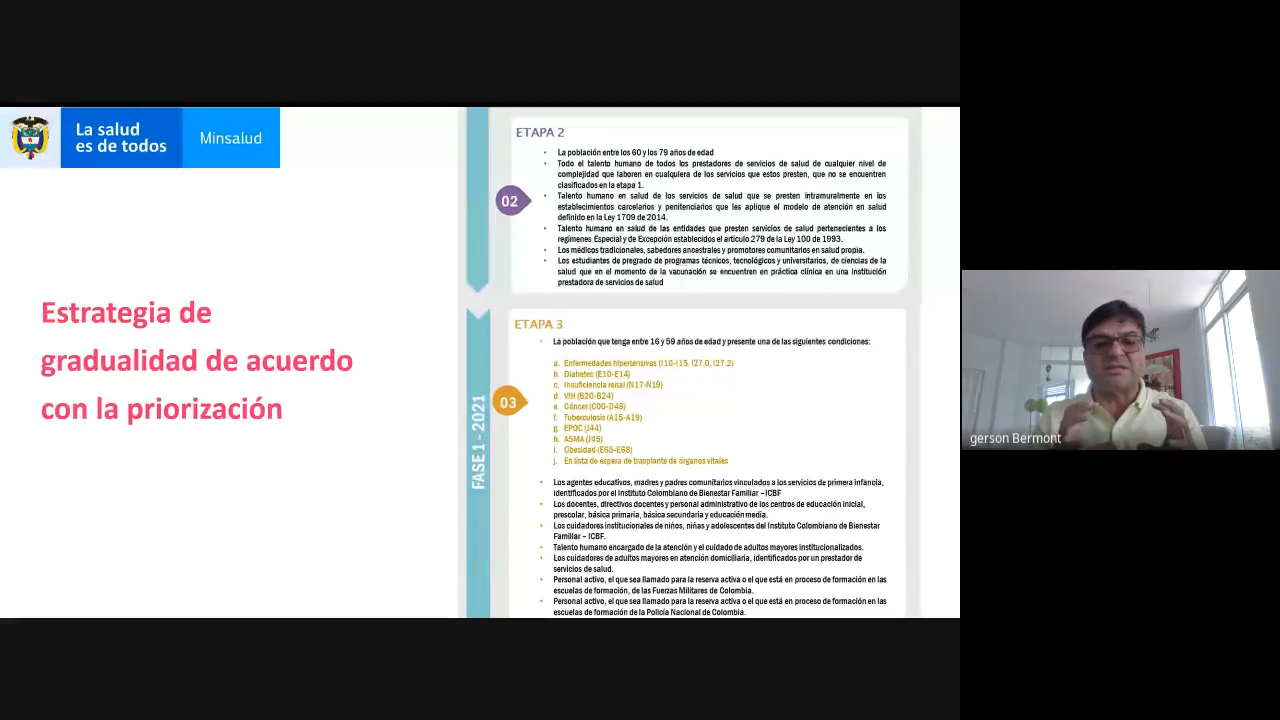 La salud
es de todos
Minsalud
Estrategia de
gradualidad de acuerdo
con la priorización
FASE 1 - 2021
ETAPA 2
02
• La población entre los 60 y los 79 años de edad
• Todo el talento humano de todos los prestadores de servicios de salud de cualquier nivel de
complejidad que laboren en cualquiera de los servicios que estos presten, que no se encuentren
clasificados en la etapa 1.
• Talento humano en salud de los servicios de salud que se presten intramuralmente en los
establecimientos carcelarios y penitenciarios que les aplique el modelo de atención en salud
definido en la Ley 1709 de 2014.
• Talento humano en salud de las entidades que presten servicios de salud pertenecientes a los
regímenes Especial y de Excepción establecidos el artículo 279 de la Ley 100 de 1993.
• Los médicos tradicionales, sabedores ancestrales y promotores comunitarios en salud propia.
• Los estudiantes de pregrado de programas técnicos, tecnológicos y universitarios, de ciencias de la
salud que en el momento de la vacunación se encuentren en práctica clínica en una institución
prestadora de servicios de salud
ETAPA 3
03
• La población que tenga entre 16 y 59 años de edad y presente una de las siguientes condiciones:
a. Enfermedades hipertensivas (I10-I15, I27.0, I27.2)
b. Diabetes (E10-E14)
c. Insuficiencia renal (N17-N19)
d. VIH (B20-B24)
e. Cáncer (C00-D48)
f. Tuberculosis (A15-A19)
g. EPOC (J44)
h. ASMA (J45)
i. Obesidad (E65-E68)
j. En lista de espera de trasplante de órganos vitales
• Los agentes educativos, madres y padres comunitarios vinculados a los servicios de primera infancia,
identificados por el Instituto Colombiano de Bienestar Familiar – ICBF
• Los docentes, directivos docentes y personal administrativo de los centros de educación inicial,
prescolar, básica primaria, básica secundaria y educación media.
• Los cuidadores institucionales de niños, niñas y adolescentes del Instituto Colombiano de Bienestar
Familiar – ICBF.
• Talento humano encargado de la atención y el cuidado de adultos mayores institucionalizados.
• Los cuidadores de adultos mayores en atención domiciliaria, identificados por un prestador de
servicios de salud.
• Personal activo, el que sea llamado para la reserva activa o el que está en proceso de formación en las
escuelas de formación, de las Fuerzas Militares de Colombia.
• Personal activo, el que sea llamado para la reserva activa o el que está en proceso de formación en las
escuelas de formación de la Policía Nacional de Colombia.
gerson Bermont